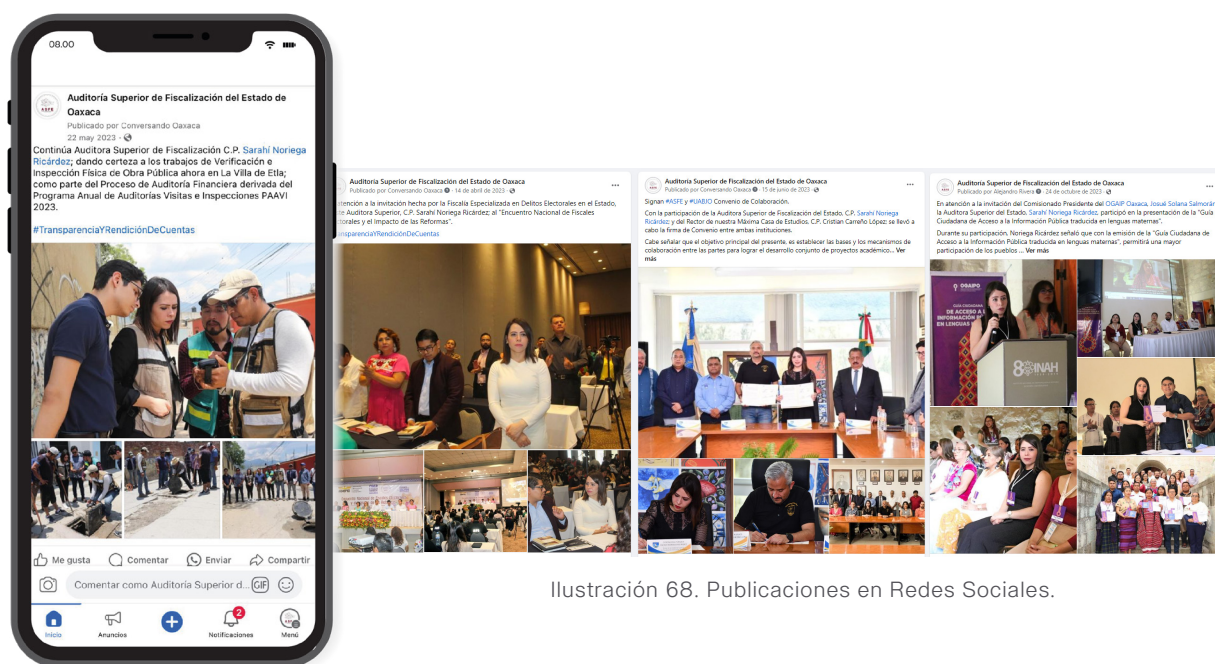 08.00
Auditoría Superior de Fiscalización del Estado de
Oaxaca
Publicado por Conversando Oaxaca
22 may 2023 ·
Continúa Auditora Superior de Fiscalización C.P. Sarahí Noriega
Ricárdez; dando certeza a los trabajos de Verificación e
Inspección Física de Obra Pública ahora en La Villa de Etla;
como parte del Proceso de Auditoría Financiera derivada del
Programa Anual de Auditorías Visitas e Inspecciones PAAVI
2023.
#TransparenciaYRendiciónDeCuentas
Me gusta
Comentar
Enviar
Compartir
Comentar como Auditoría Superior d...
GIF
Inicio
Anuncios
2
Notificaciones
Menú
Auditoría Superior de Fiscalización del Estado de Oaxaca
Publicado por Conversando Oaxaca · 14 de abril de 2023 ·
atención a la invitación hecha por la Fiscalía Especializada en Delitos Electorales en el Estado,
Auditora Superior, C.P. Sarahí Noriega Ricárdez; al "Encuentro Nacional de Fiscales
ctorales y el Impacto de las Reformas".
ansparenciaYRendiciónDeCuentas
Auditoría Superior de Fiscalización del Estado de Oaxaca
Publicado por Conversando Oaxaca · 15 de junio de 2023 ·
Signan #ASFE y #UABJO Convenio de Colaboración.
Con la participación de la Auditora Superior de Fiscalización del Estado, C.P. Sarahí Noriega
Ricárdez y del Rector de nuestra Máxima Casa de Estudios. C.P. Cristian Carreño López; se llevó a
cabo la firma de Convenio entre ambas instituciones.
Cabe señalar que el objetivo principal del presente, es establecer las bases y los mecanismos de
colaboración entre las partes para lograr el desarrollo conjunto de proyectos académico... Ver
más
Auditoría Superior de Fiscalización del Estado de Oaxaca
Publicado por Alejandro Rivera · 24 de octubre de 2023 ·
En atención a la invitación del Comisionado Presidente del OGAIP Oaxaca, Josué Solana Salmorán
la Auditora Superior del Estado, Sarahí Noriega Ricárdez, participó en la presentación de la "Guía
Ciudadana de Acceso a la Información Pública traducida en lenguas maternas".
Durante su participación, Noriega Ricárdez señaló que con la emisión de la "Guía Ciudadana de
Acceso a la Información Pública traducida en lenguas maternas", permitirá una mayor
participación de los pueblos ... Ver más
OGAIPO
GUÍA CIUDADANA
DE ACCESO A L
INFORMACIÓN P
EN LENGUAS
INAH
Ilustración 68. Publicaciones en Redes Sociales.